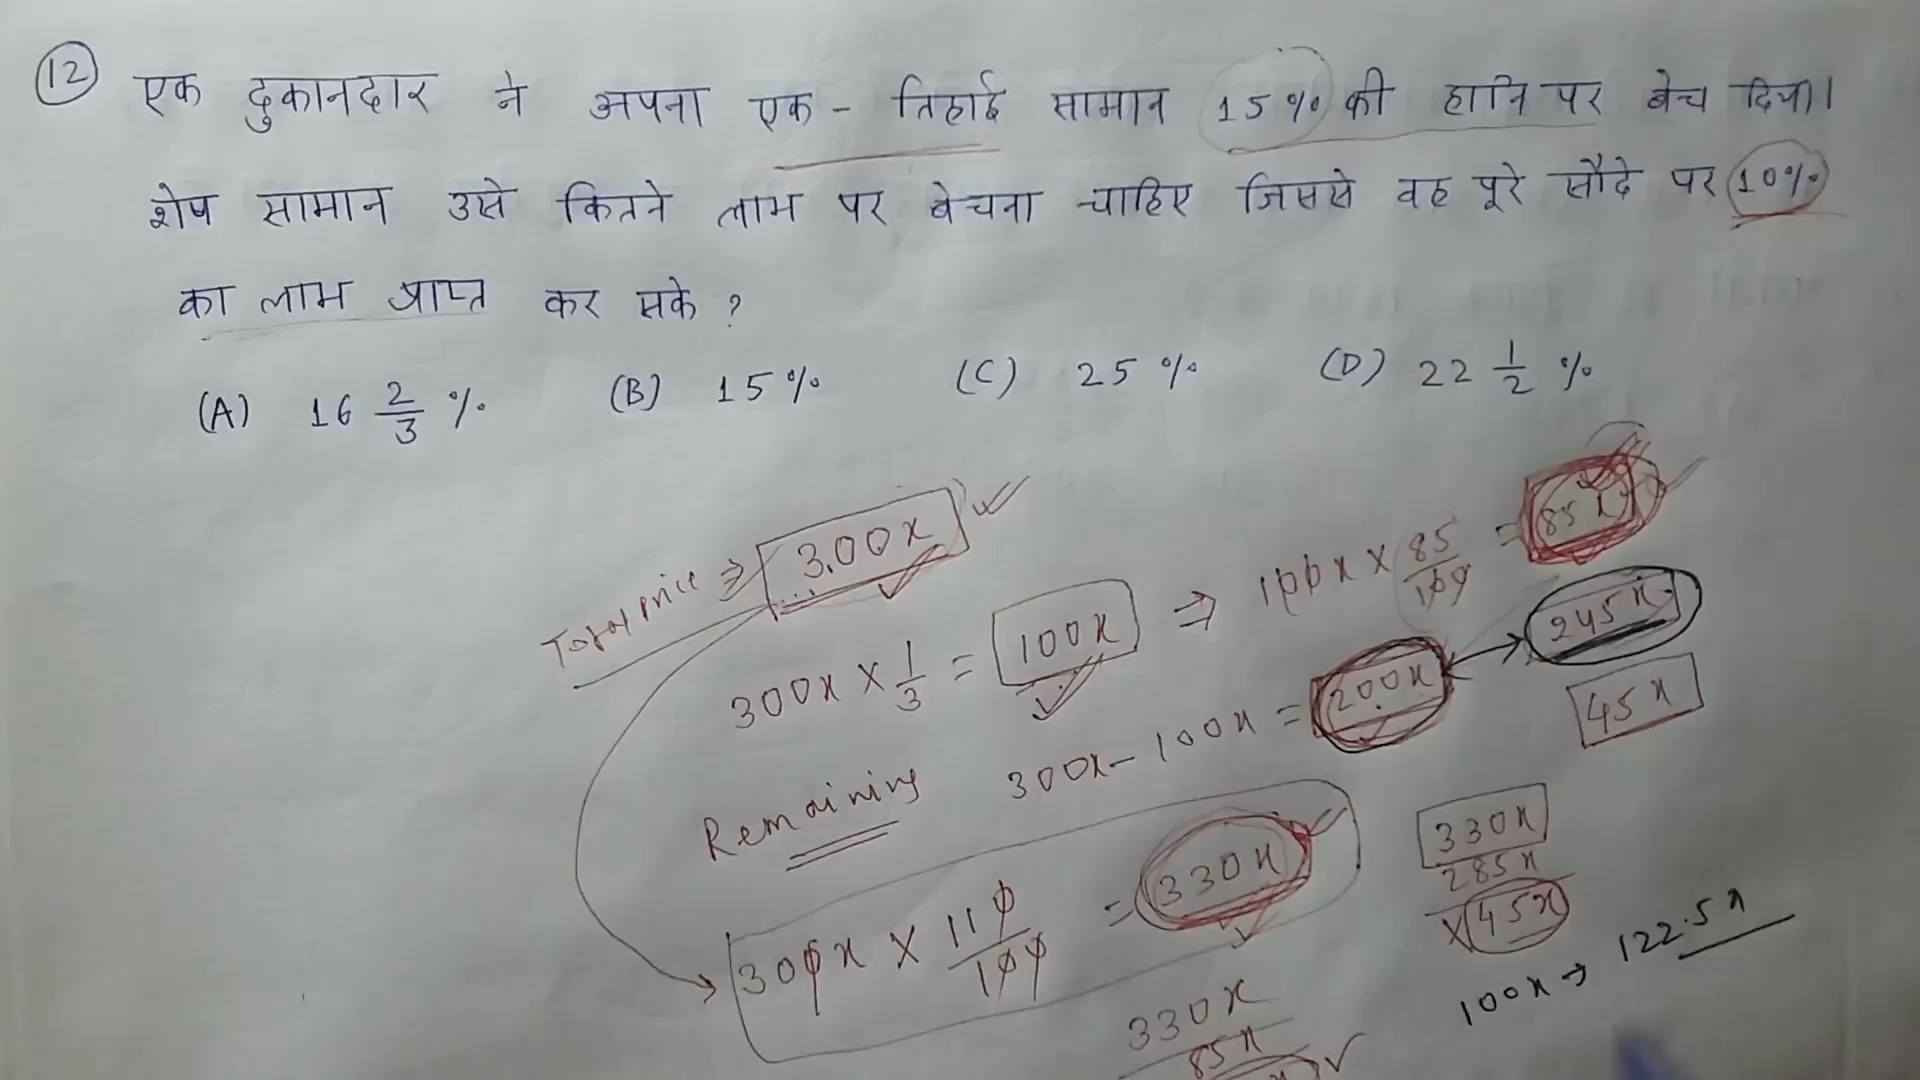 12 एक दुकानदार ने अपना एक - तिहाई सामान 15% की हानि पर बेच दिया।
शेष सामान उसे कितने लाभ पर बेचना चाहिए जिससे वह पूरे सौदे पर 10%
का लाभ प्राप्त कर सके ?
(A) 16 2/3 % (B) 15% (C) 25 % (D) 22 1/2 %
Total price ⇒ 300x
300x × 1/3 = 100x ⇒ 100x × 85/100 = 85x
Remaining 300x - 100x = 200x ↔ 245x
45x
300x × 110/100 = 330x
330x
285x
×45x
100x → 122.5x
330x
85x